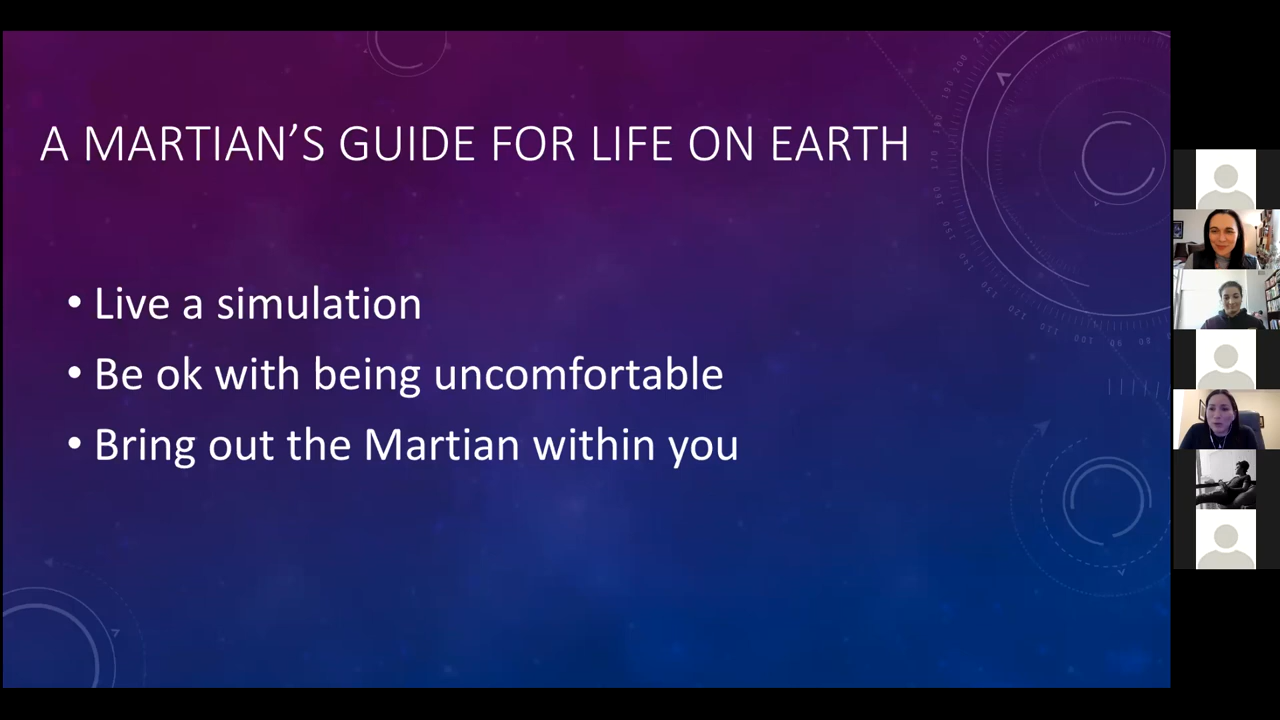 A MARTIAN’S GUIDE FOR LIFE ON EARTH
• Live a simulation
• Be ok with being uncomfortable
• Bring out the Martian within you